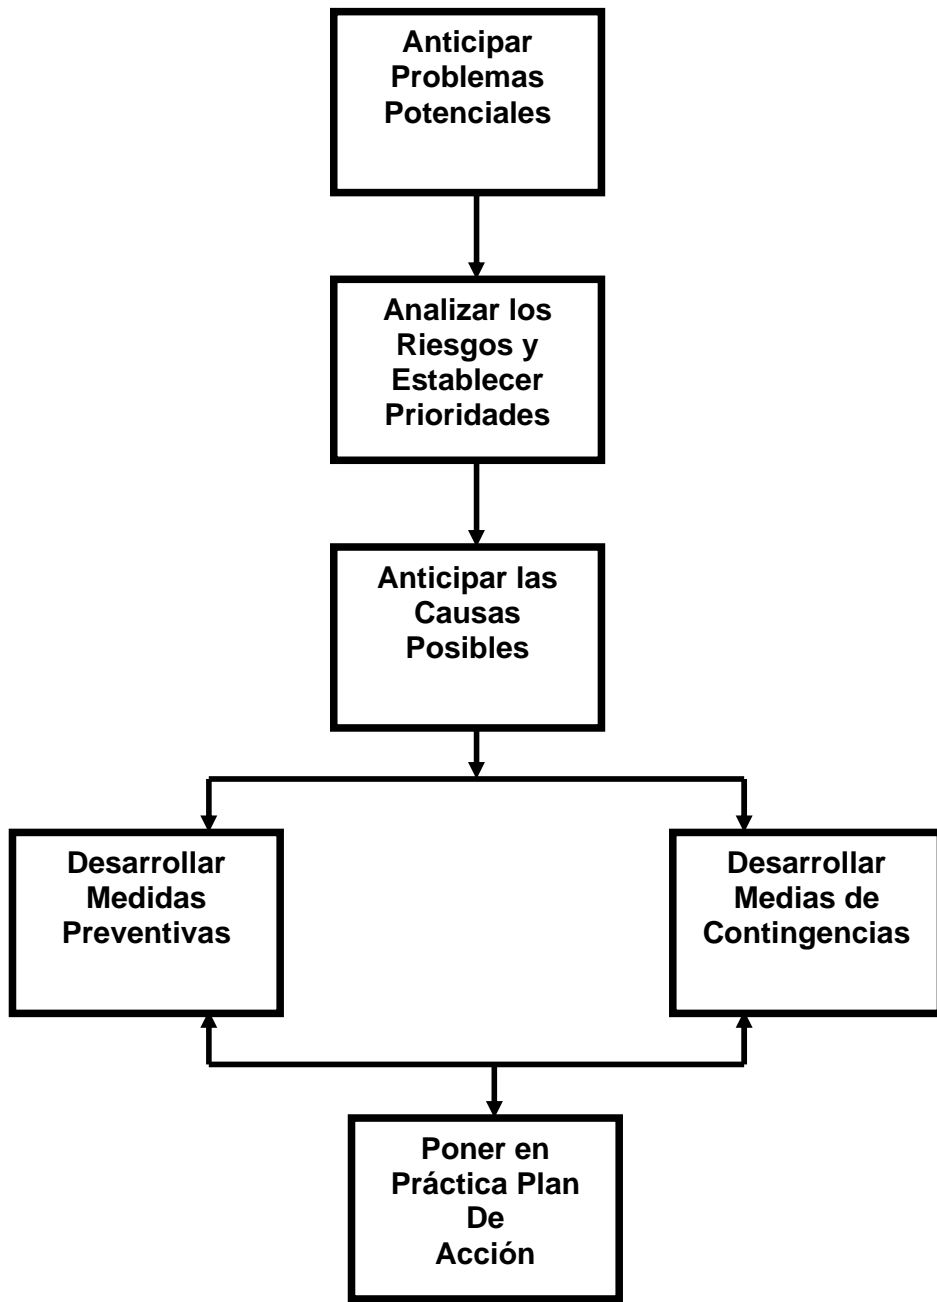 Anticipar
Problemas
Potenciales
Analizar los
Riesgos y
Establecer
Prioridades
Anticipar las
Causas
Posibles
Desarrollar
Medidas
Preventivas
Desarrollar
Medias de
Contingencias
Poner en
Práctica Plan
De
Acción